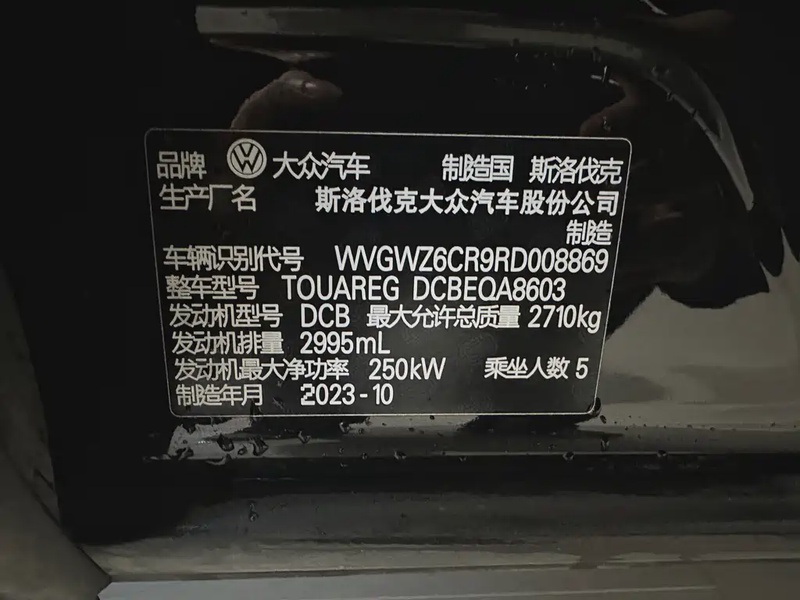 品牌 大众汽车 制造国 斯洛伐克
生产厂名 斯洛伐克大众汽车股份公司
制造
车辆识别代号 WVGWZ6CR9RD008869
整车型号 TOUAREG DCBEQA8603
发动机型号 DCB 最大允许总质量 2710kg
发动机排量 2995mL
发动机最大净功率 250kW 乘坐人数 5
制造年月 2023-10